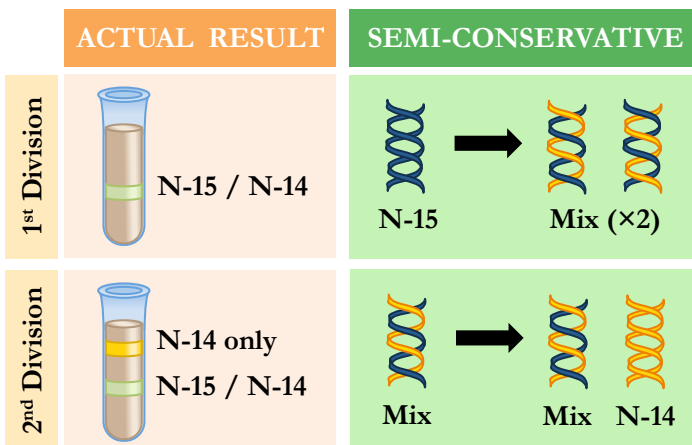 ACTUAL RESULT
SEMI-CONSERVATIVE
1st Division
N-15 / N-14
N-15
Mix (×2)
2nd Division
N-14 only
N-15 / N-14
Mix
Mix
N-14